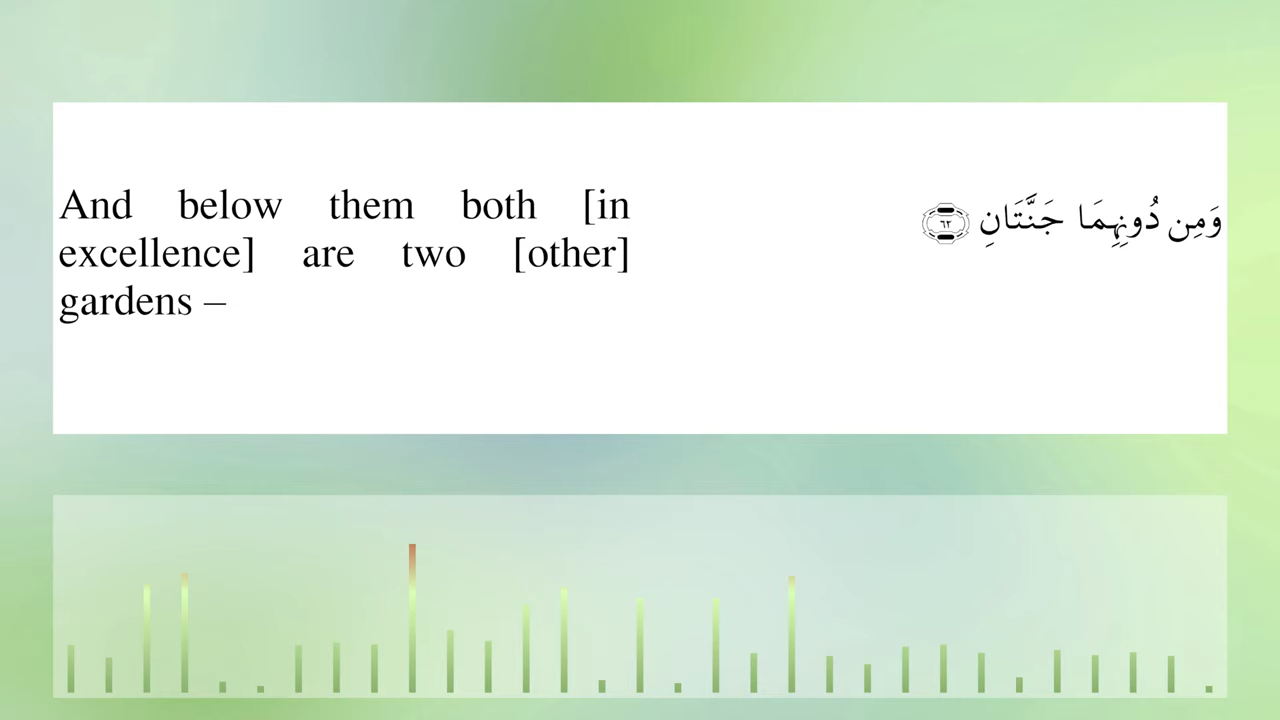 And below them both [in
excellence] are two [other]
gardens –
وَمِن دُونِهِمَا جَنَّتَانِ ٦٢